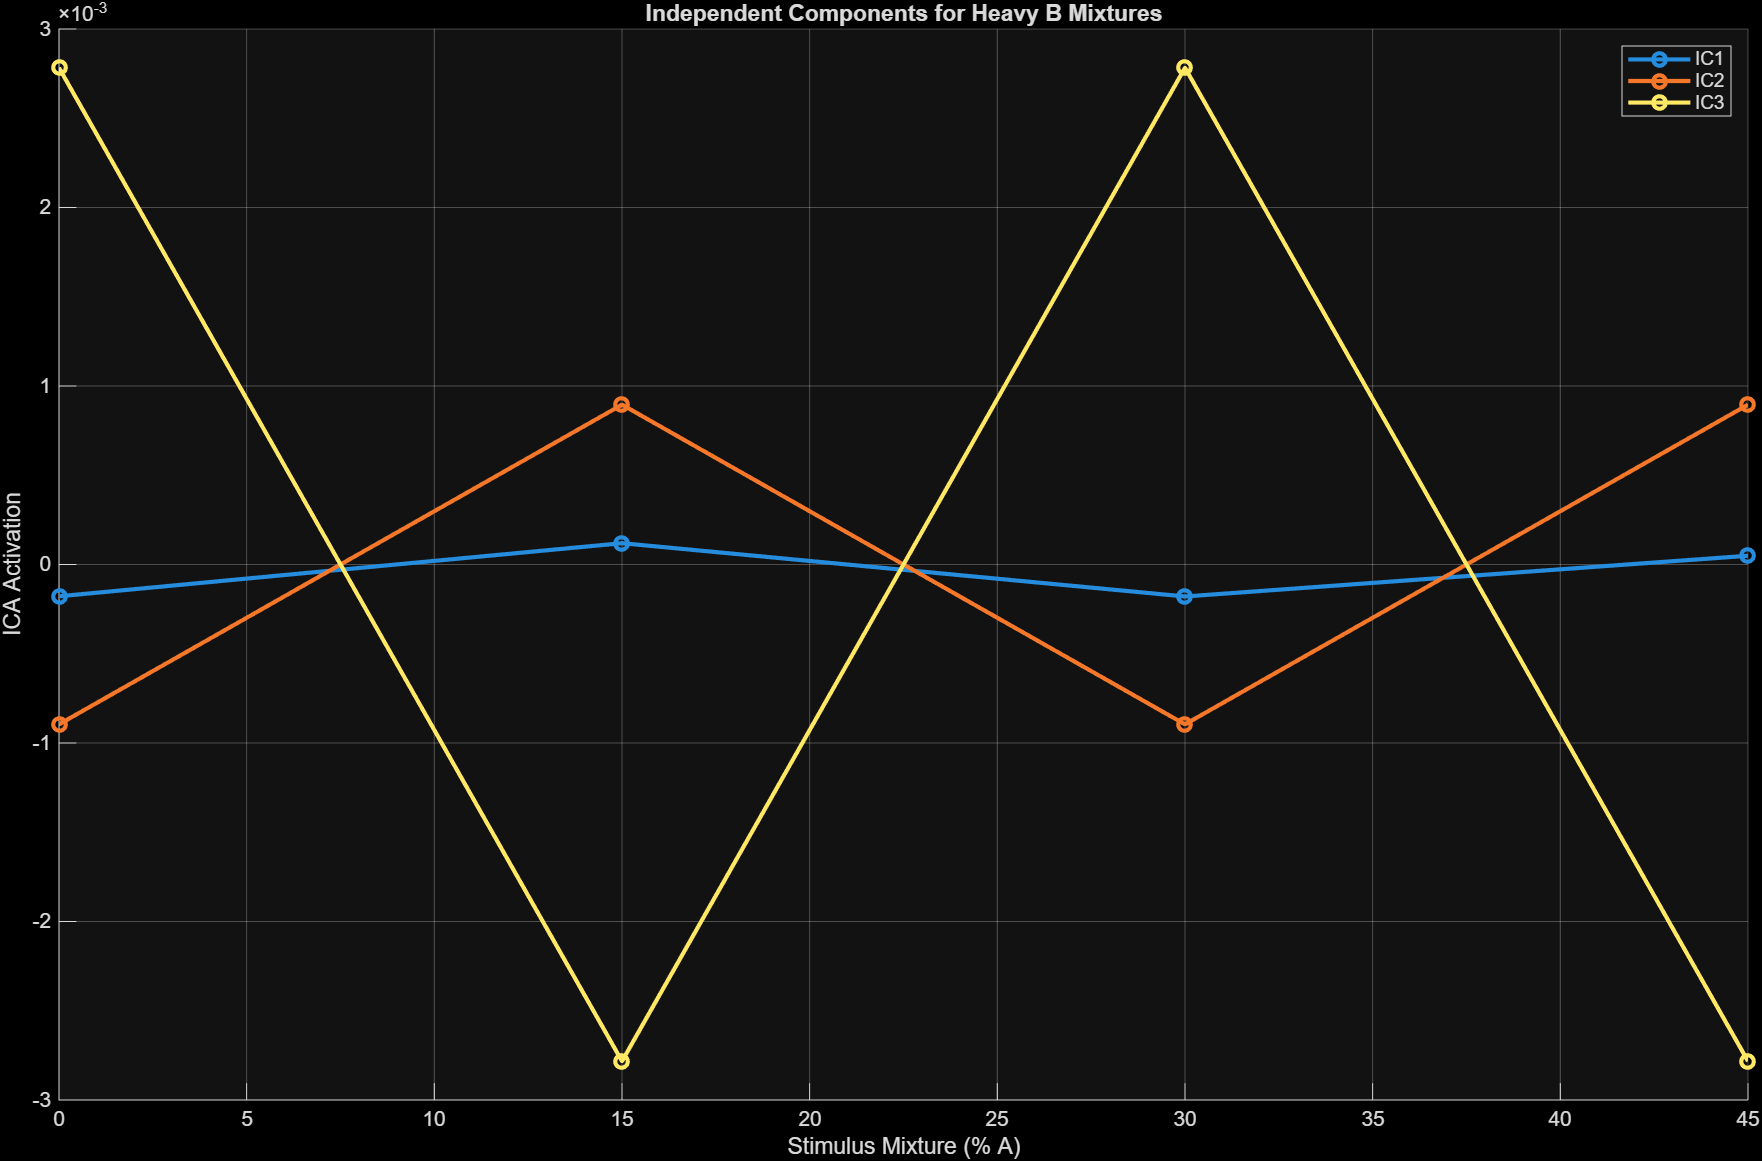 Independent Components for Heavy B Mixtures
×10⁻³
3
2
1
0
-1
-2
-3
ICA Activation
IC1
IC2
IC3
0 5 10 15 20 25 30 35 40 45
Stimulus Mixture (% A)